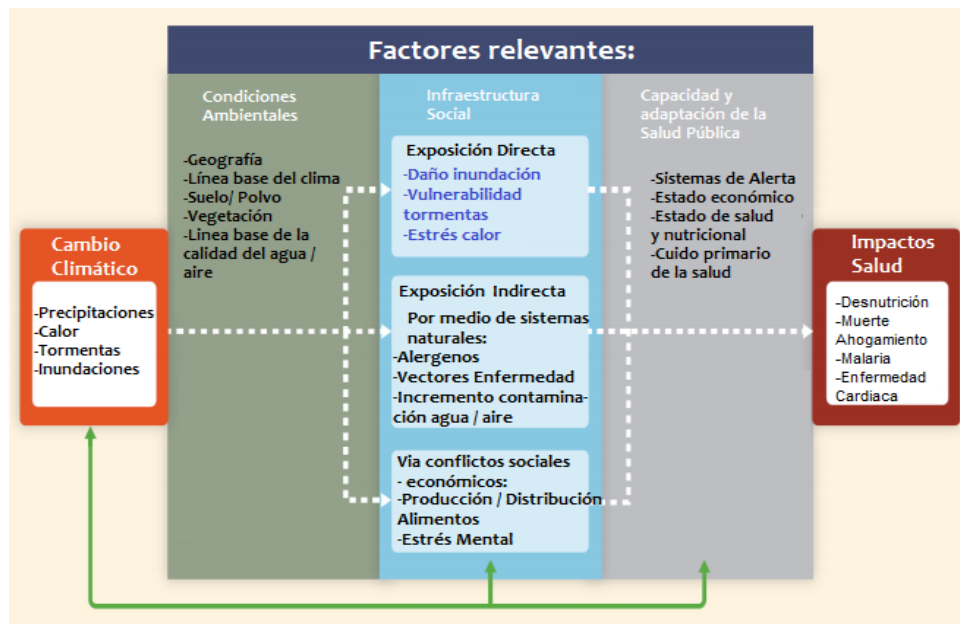 Factores relevantes:
Condiciones
Ambientales
-Geografía
-Línea base del clima
-Suelo/ Polvo
-Vegetación
-Linea base de la
calidad del agua /
aire
Infraestructura
Social
Exposición Directa
-Daño inundación
-Vulnerabilidad
tormentas
-Estrés calor
Exposición Indirecta
Por medio de sistemas
naturales:
-Alergenos
-Vectores Enfermedad
-Incremento contamina-
ción agua / aire
Via conflictos sociales
- económicos:
-Producción / Distribución
Alimentos
-Estrés Mental
Capacidad y
adaptación de la
Salud Pública
-Sistemas de Alerta
-Estado económico
-Estado de salud
y nutricional
-Cuido primario
de la salud
Cambio
Climático
-Precipitaciones
-Calor
-Tormentas
-Inundaciones
Impactos
Salud
-Desnutrición
-Muerte
Ahogamiento
-Malaria
-Enfermedad
Cardiaca